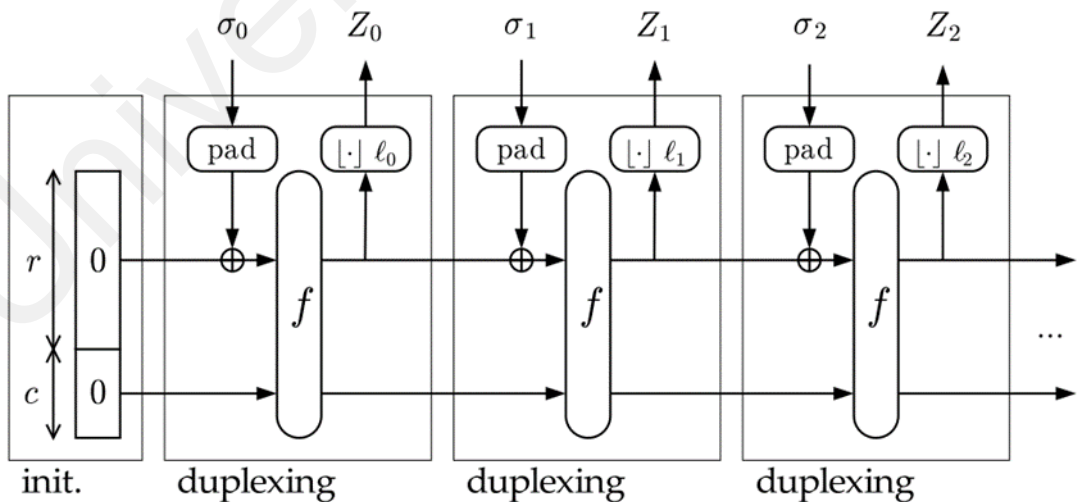 σ₀ Z₀ σ₁ Z₁ σ₂ Z₂
pad ⌊·⌋ ℓ₀ pad ⌊·⌋ ℓ₁ pad ⌊·⌋ ℓ₂
r 0
f f f
...
c 0
init. duplexing duplexing duplexing